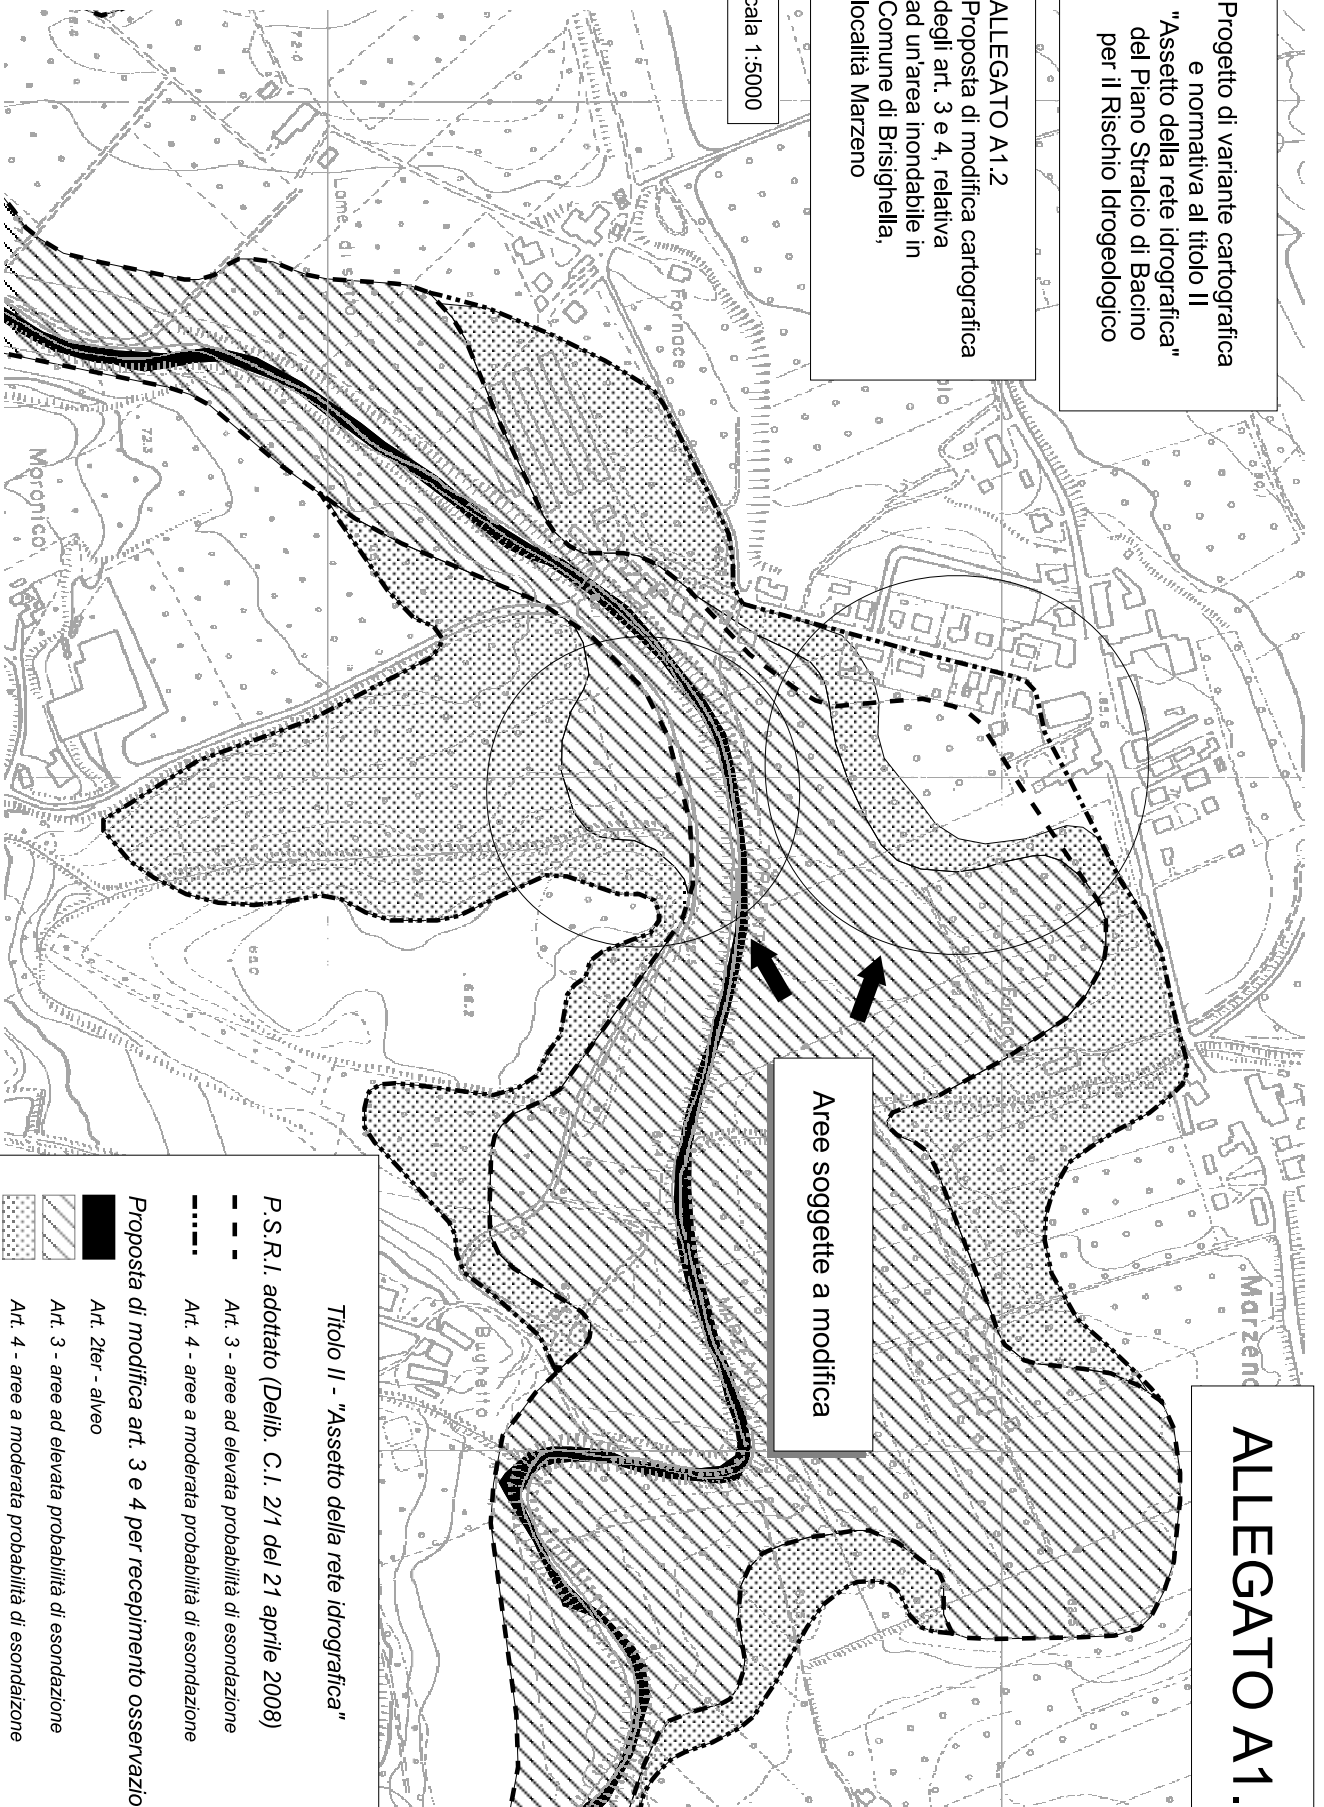 Progetto di variante cartografica
e normativa al titolo II
"Assetto della rete idrografica"
del Piano Stralcio di Bacino
per il Rischio Idrogeologico
ALLEGATO A1.2
Proposta di modifica cartografica
degli art. 3 e 4, relativa
ad un'area inondabile in
Comune di Brisighella,
località Marzeno
cala 1:5000
ALLEGATO A1.
Aree soggette a modifica
Titolo II - "Assetto della rete idrografica"
P.S.R.I. adottato (Delib. C.I. 2/1 del 21 aprile 2008)
Art. 3 - aree ad elevata probabilità di esondazione
Art. 4 - aree a moderata probabilità di esondazione
Proposta di modifica art. 3 e 4 per recepimento osservazio
Art. 2ter - alveo
Art. 3 - aree ad elevata probabilità di esondazione
Art. 4 - aree a moderata probabilità di esondaizone
Marzeno
Fornace
Lame di
Moronico
72.3
72.0